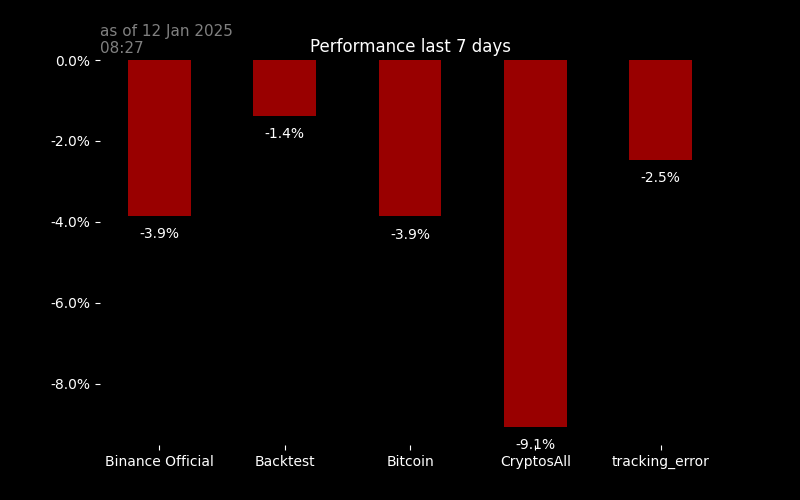 as of 12 Jan 2025
08:27
Performance last 7 days
0.0%
-2.0%
-4.0%
-6.0%
-8.0%
-3.9%
-1.4%
-3.9%
-9.1%
-2.5%
Binance Official
Backtest
Bitcoin
CryptosAll
tracking_error